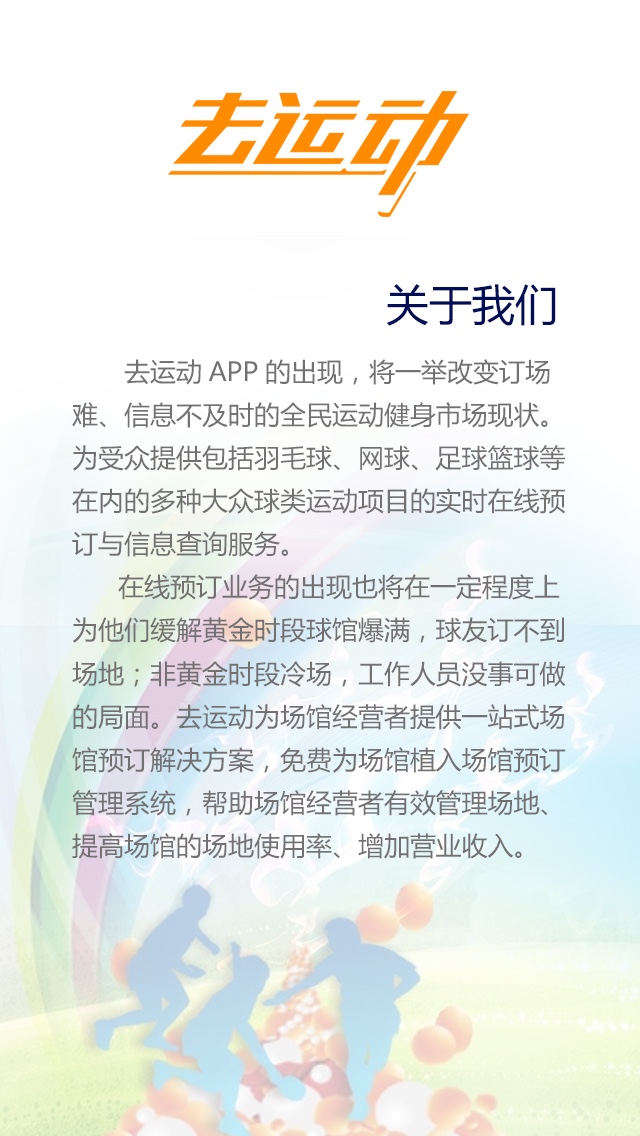 去运动
关于我们
去运动 APP 的出现，将一举改变订场
难、信息不及时的全民运动健身市场现状。
为受众提供包括羽毛球、网球、足球篮球等
在内的多种大众球类运动项目的实时在线预
订与信息查询服务。
在线预订业务的出现也将在一定程度上
为他们缓解黄金时段球馆爆满，球友订不到
场地；非黄金时段冷场，工作人员没事可做
的局面。去运动为场馆经营者提供一站式场
馆预订解决方案，免费为场馆植入场馆预订
管理系统，帮助场馆经营者有效管理场地、
提高场馆的场地使用率、增加营业收入。